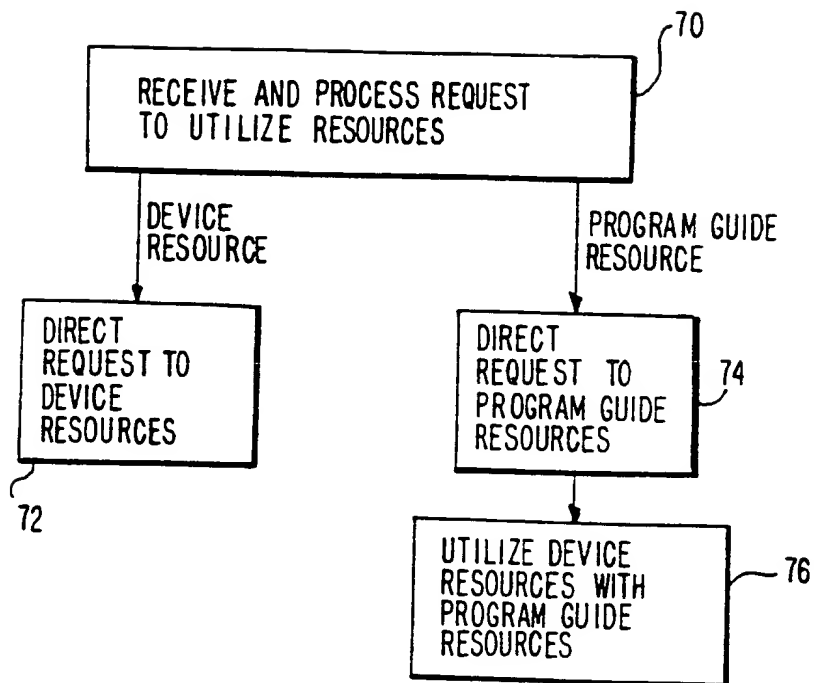 70
RECEIVE AND PROCESS REQUEST
TO UTILIZE RESOURCES
DEVICE
RESOURCE
PROGRAM GUIDE
RESOURCE
DIRECT
REQUEST TO
DEVICE
RESOURCES
72
DIRECT
REQUEST TO
PROGRAM GUIDE
RESOURCES
74
UTILIZE DEVICE
RESOURCES WITH
PROGRAM GUIDE
RESOURCES
76